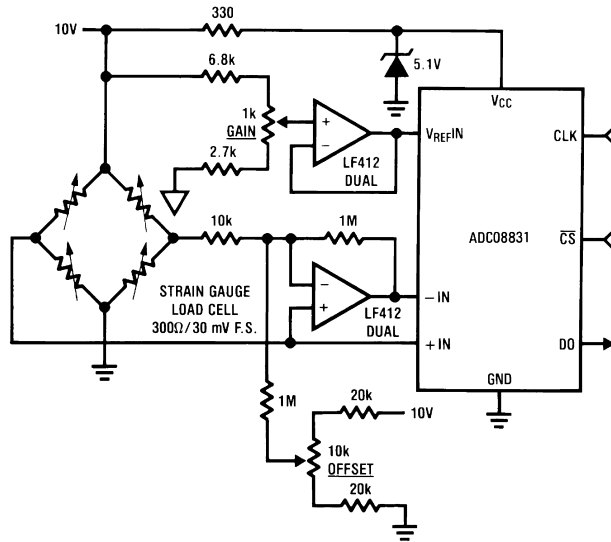 330
10V
6.8k
5.1V
1k
GAIN
2.7k
LF412
DUAL
VCC
VREFIN
CLK
ADC08831
CS
10k
1M
STRAIN GAUGE
LOAD CELL
300Ω/30 mV F.S.
LF412
DUAL
−IN
+IN
DO
GND
1M
20k
10V
10k
OFFSET
20k